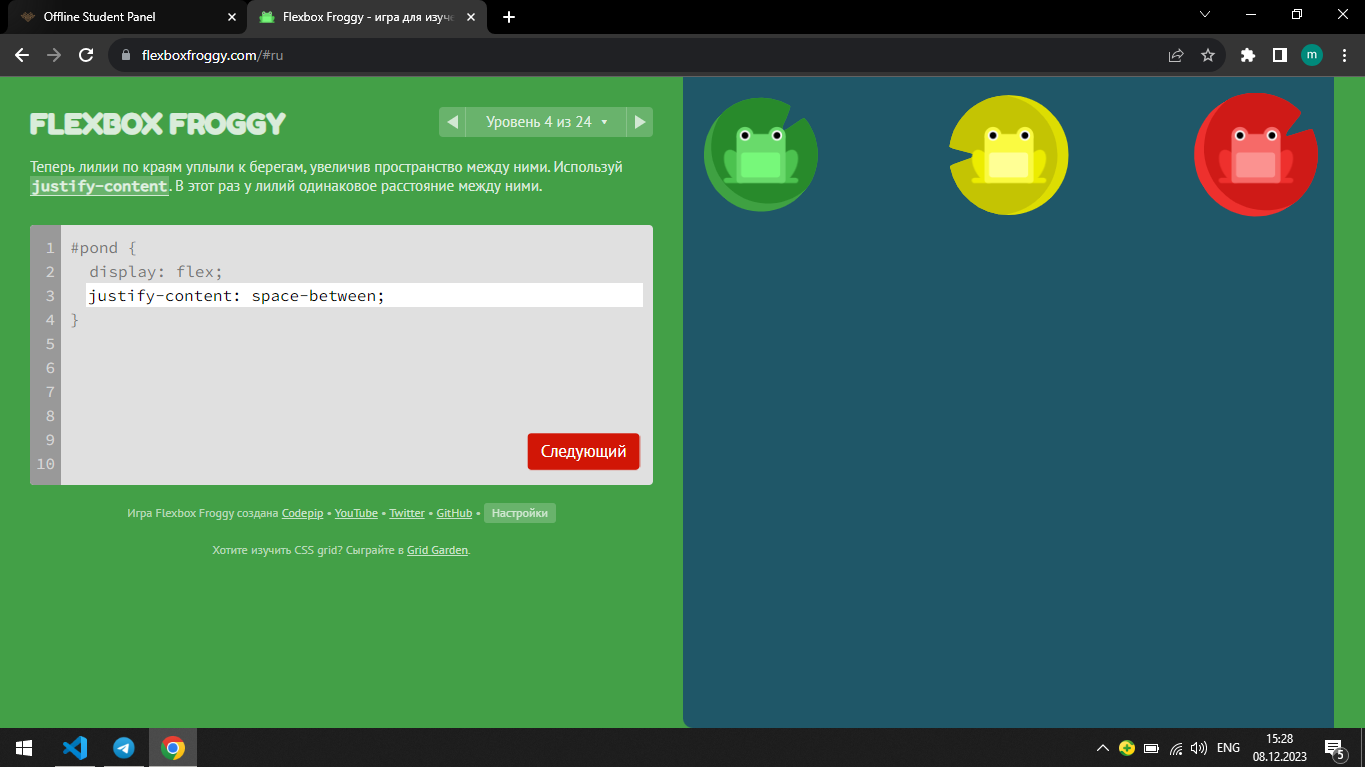 Offline Student Panel
Flexbox Froggy - игра для изуче
flexboxfroggy.com/#ru
m
FLEXBOX FROGGY
Уровень 4 из 24
Теперь лилии по краям уплыли к берегам, увеличив пространство между ними. Используй
justify-content. В этот раз у лилий одинаковое расстояние между ними.
1 #pond {
2 display: flex;
3 justify-content: space-between;
4 }
5
6
7
8
9
10
Следующий
Игра Flexbox Froggy создана Codepip • YouTube • Twitter • GitHub • Настройки
Хотите изучить CSS grid? Сыграйте в Grid Garden.
ENG
15:28
08.12.2023
5